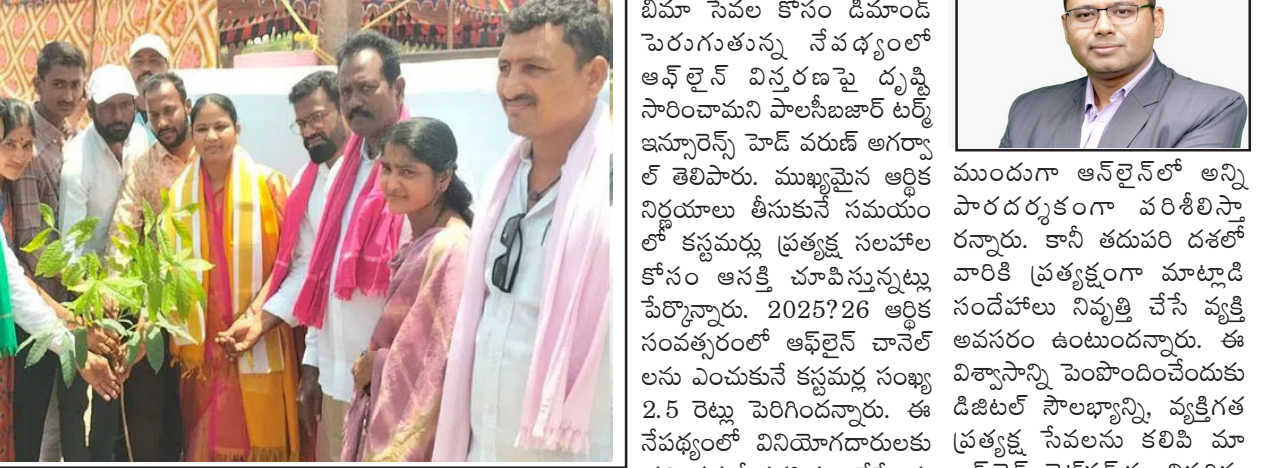 బీమా సేవల కోసం డిమాండ్
పెరుగుతున్న నేపథ్యంలో
ఆఫ్‌లైన్ విస్తరణపై దృష్టి
సారించామని పాలసీబజార్ టర్మ్
ఇన్సూరెన్స్ హెడ్ వరుణ్ అగర్వా
ల్ తెలిపారు. ముఖ్యమైన ఆర్థిక
నిర్ణయాలు తీసుకునే సమయం
లో కస్టమర్లు ప్రత్యక్ష సలహాల
కోసం ఆసక్తి చూపిస్తున్నట్లు
పేర్కొన్నారు. 2025?26 ఆర్థిక
సంవత్సరంలో ఆఫ్‌లైన్ చానెల్
లను ఎంచుకునే కస్టమర్ల సంఖ్య
2.5 రెట్లు పెరిగిందన్నారు. ఈ
నేపథ్యంలో వినియోగదారులకు
ముందుగా ఆన్‌లైన్‌లో అన్ని
పారదర్శకంగా వరిశీలిస్తా
రన్నారు. కానీ తదుపరి దశలో
వారికి ప్రత్యక్షంగా మాట్లాడి
సందేహాలు నివృత్తి చేసే వ్యక్తి
అవసరం ఉంటుందన్నారు. ఈ
విశ్వాసాన్ని పెంపొందించేందుకు
డిజిటల్ సౌలభ్యాన్ని, వ్యక్తిగత
ప్రత్యక్ష సేవలను కలిపి మా